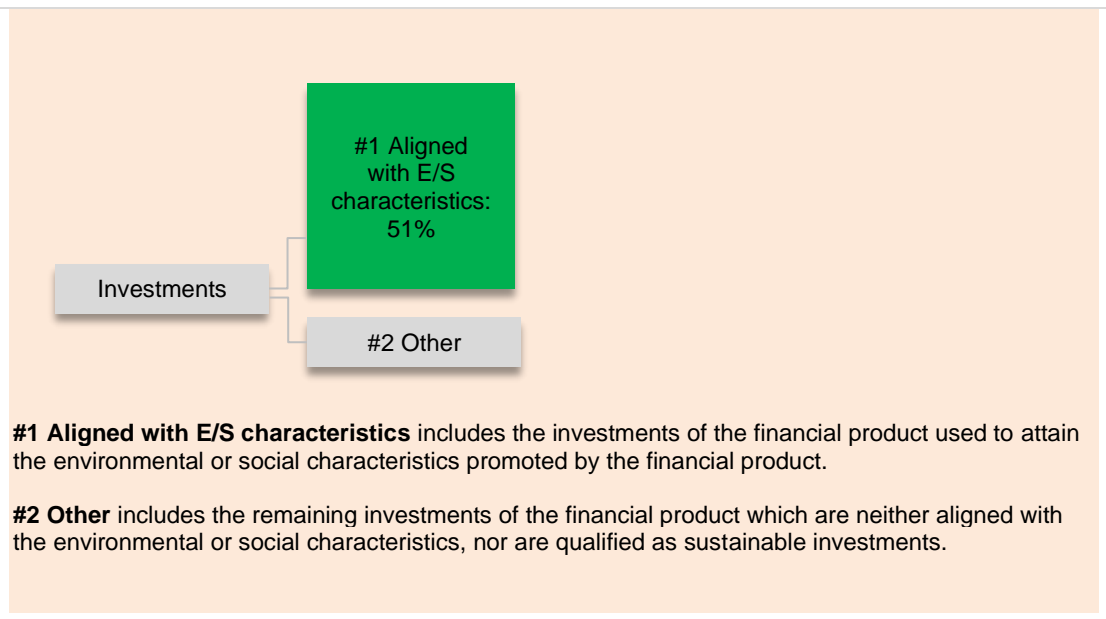 #1 Aligned
with E/S
characteristics:
51%
Investments
#2 Other
#1 Aligned with E/S characteristics includes the investments of the financial product used to attain
the environmental or social characteristics promoted by the financial product.
#2 Other includes the remaining investments of the financial product which are neither aligned with
the environmental or social characteristics, nor are qualified as sustainable investments.